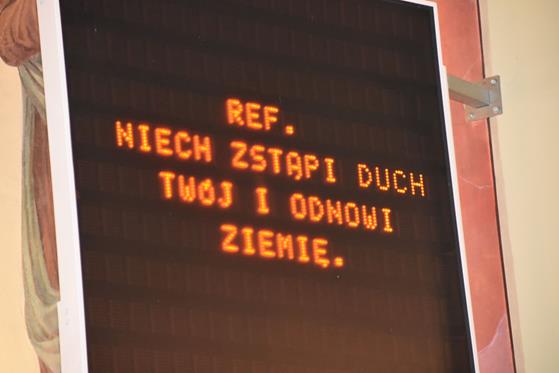 REF.
NIECH ZSTĄPI DUCH
TWÓJ I ODNOWI
ZIEMIĘ.